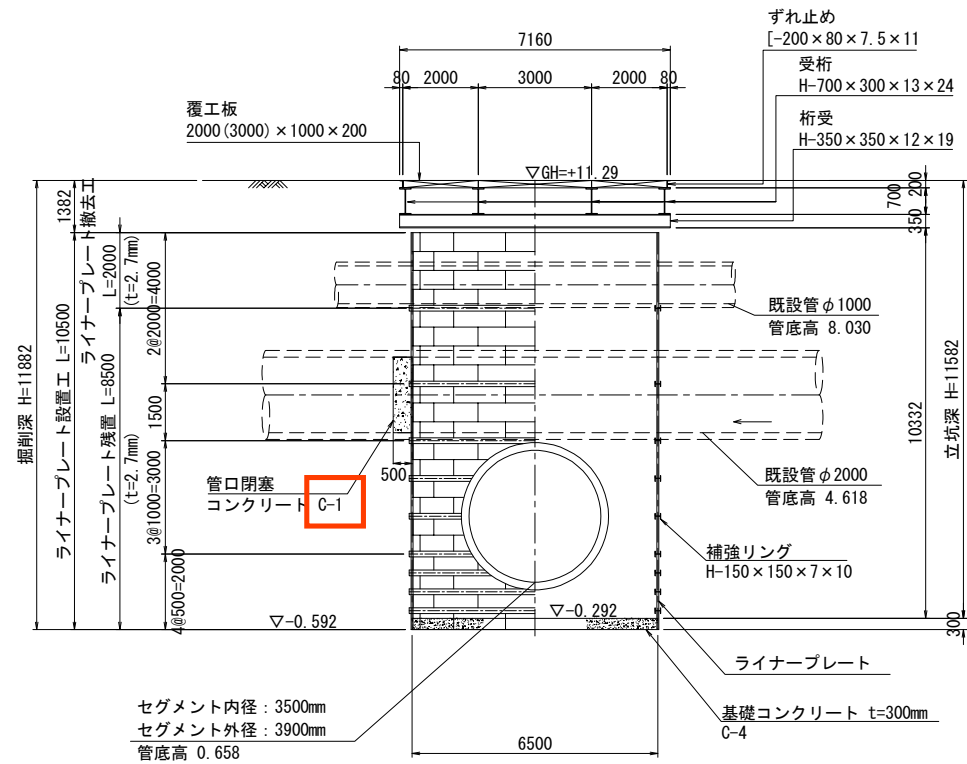 ずれ止め
[-200×80×7.5×11
7160
受桁
H-700×300×13×24
80 2000 3000 2000 80
桁受
H-350×350×12×19
覆工板
2000(3000)×1000×200
▽GH=+11.29
200
700
350
1382
ライナープレート撤去工
L=2000
(t=2.7mm)
2@2000=4000
既設管φ1000
管底高 8.030
掘削深 H=11882
ライナープレート設置工 L=10500
ライナープレート残置 L=8500
(t=2.7mm)
1500
10332
立坑深 H=11582
500
管口閉塞
コンクリート C-1
既設管φ2000
管底高 4.618
3@1000=3000
補強リング
H-150×150×7×10
4@500=2000
▽-0.592
▽-0.292
300
ライナープレート
セグメント内径：3500mm
セグメント外径：3900mm
管底高 0.658
6500
基礎コンクリート t=300mm
C-4